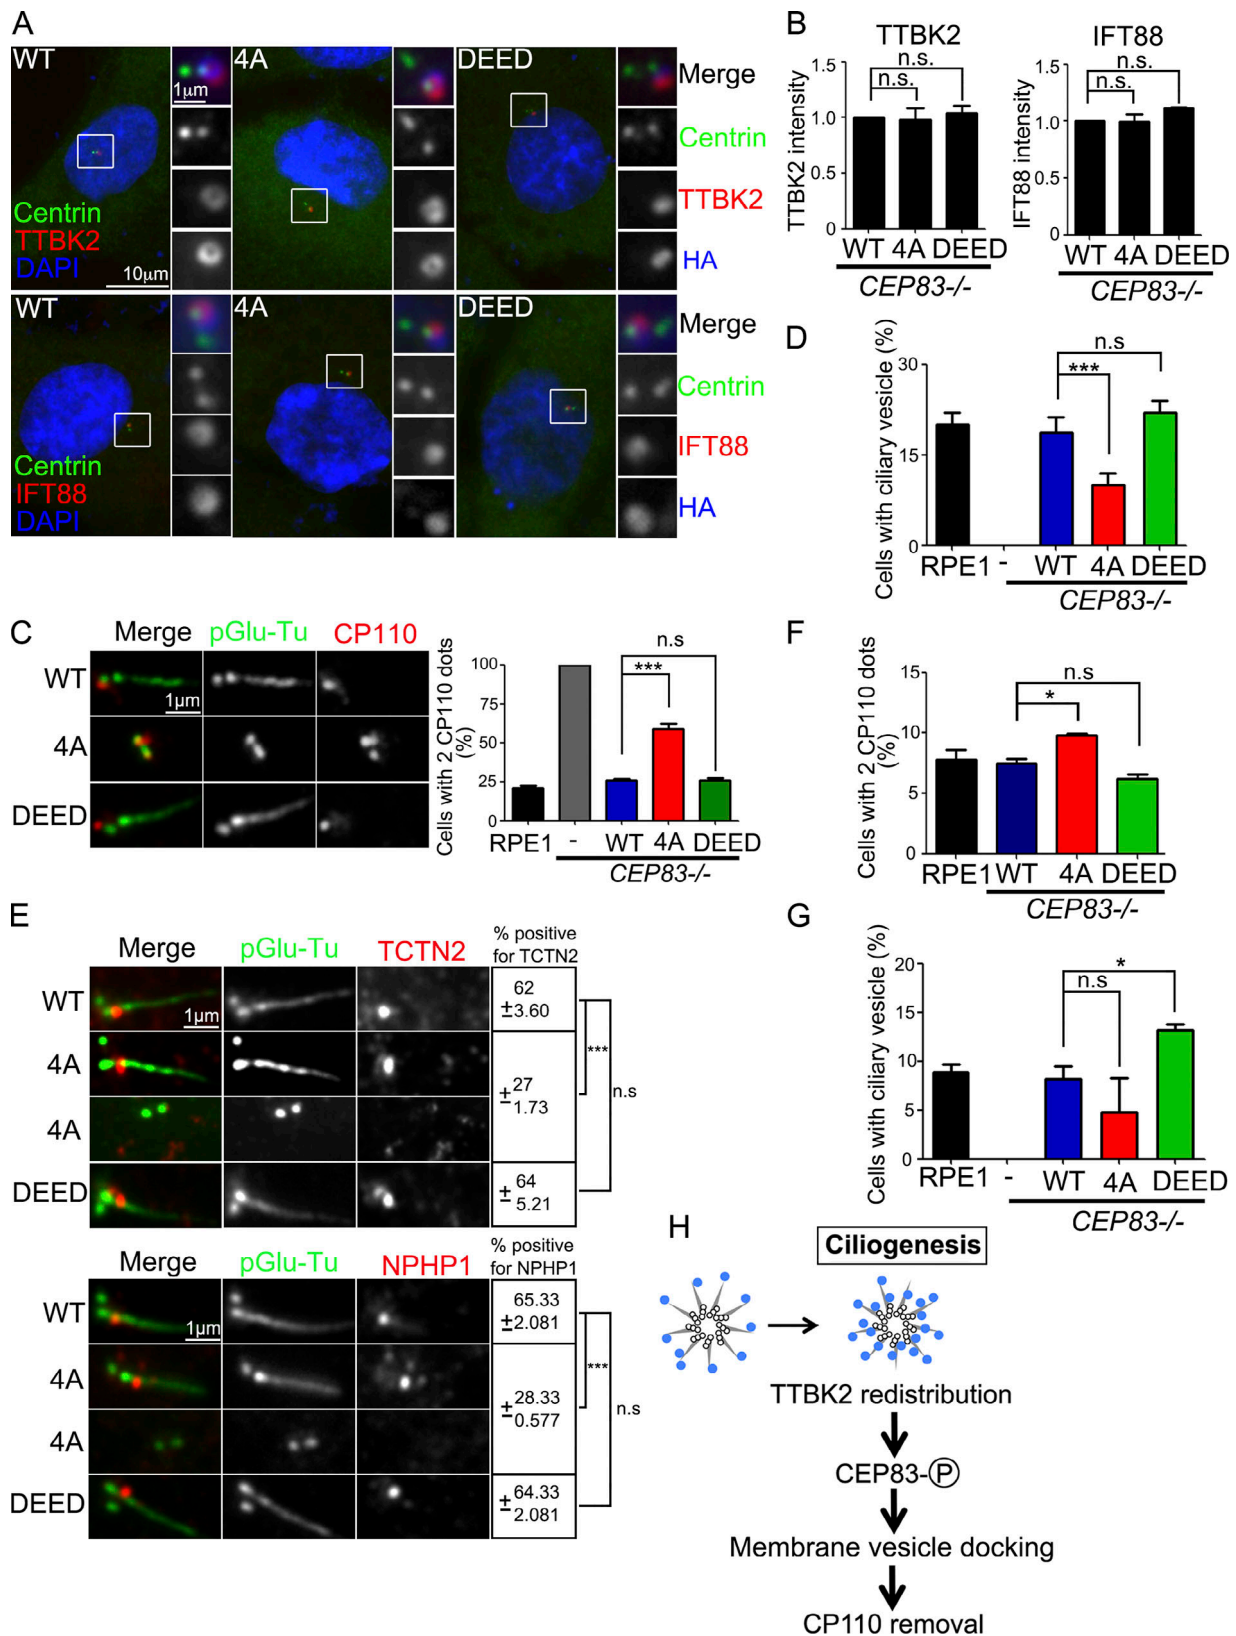 A
WT
4A
DEED
Merge
1μm
Centrin
TTBK2
HA
Centrin
TTBK2
DAPI
10μm
WT
4A
DEED
Merge
Centrin
IFT88
HA
Centrin
IFT88
DAPI
B
TTBK2
TTBK2 intensity
1.5
1.0
0.5
0
n.s.
n.s.
WT 4A DEED
CEP83-/-
IFT88
IFT88 intensity
1.5
1.0
0.5
0
n.s.
n.s.
WT 4A DEED
CEP83-/-
D
Cells with ciliary vesicle (%)
30
15
0
n.s
***
RPE1 - WT 4A DEED
CEP83-/-
C
Merge pGlu-Tu CP110
WT
1μm
4A
DEED
Cells with 2 CP110 dots
(%)
100
75
50
25
0
n.s
***
RPE1 - WT 4A DEED
CEP83-/-
F
Cells with 2 CP110 dots
(%)
15
10
5
0
n.s
*
RPE1 WT 4A DEED
CEP83-/-
E
Merge pGlu-Tu TCTN2
% positive
for TCTN2
WT
1μm
62
±3.60
4A
4A
27
±1.73
DEED
64
±5.21
***
n.s
Merge pGlu-Tu NPHP1
% positive
for NPHP1
WT
1μm
65.33
±2.081
4A
4A
28.33
±0.577
DEED
64.33
±2.081
***
n.s
G
Cells with ciliary vesicle (%)
20
10
5
0
*
n.s
RPE1 - WT 4A DEED
CEP83-/-
H
Ciliogenesis
TTBK2 redistribution
CEP83-P
Membrane vesicle docking
CP110 removal